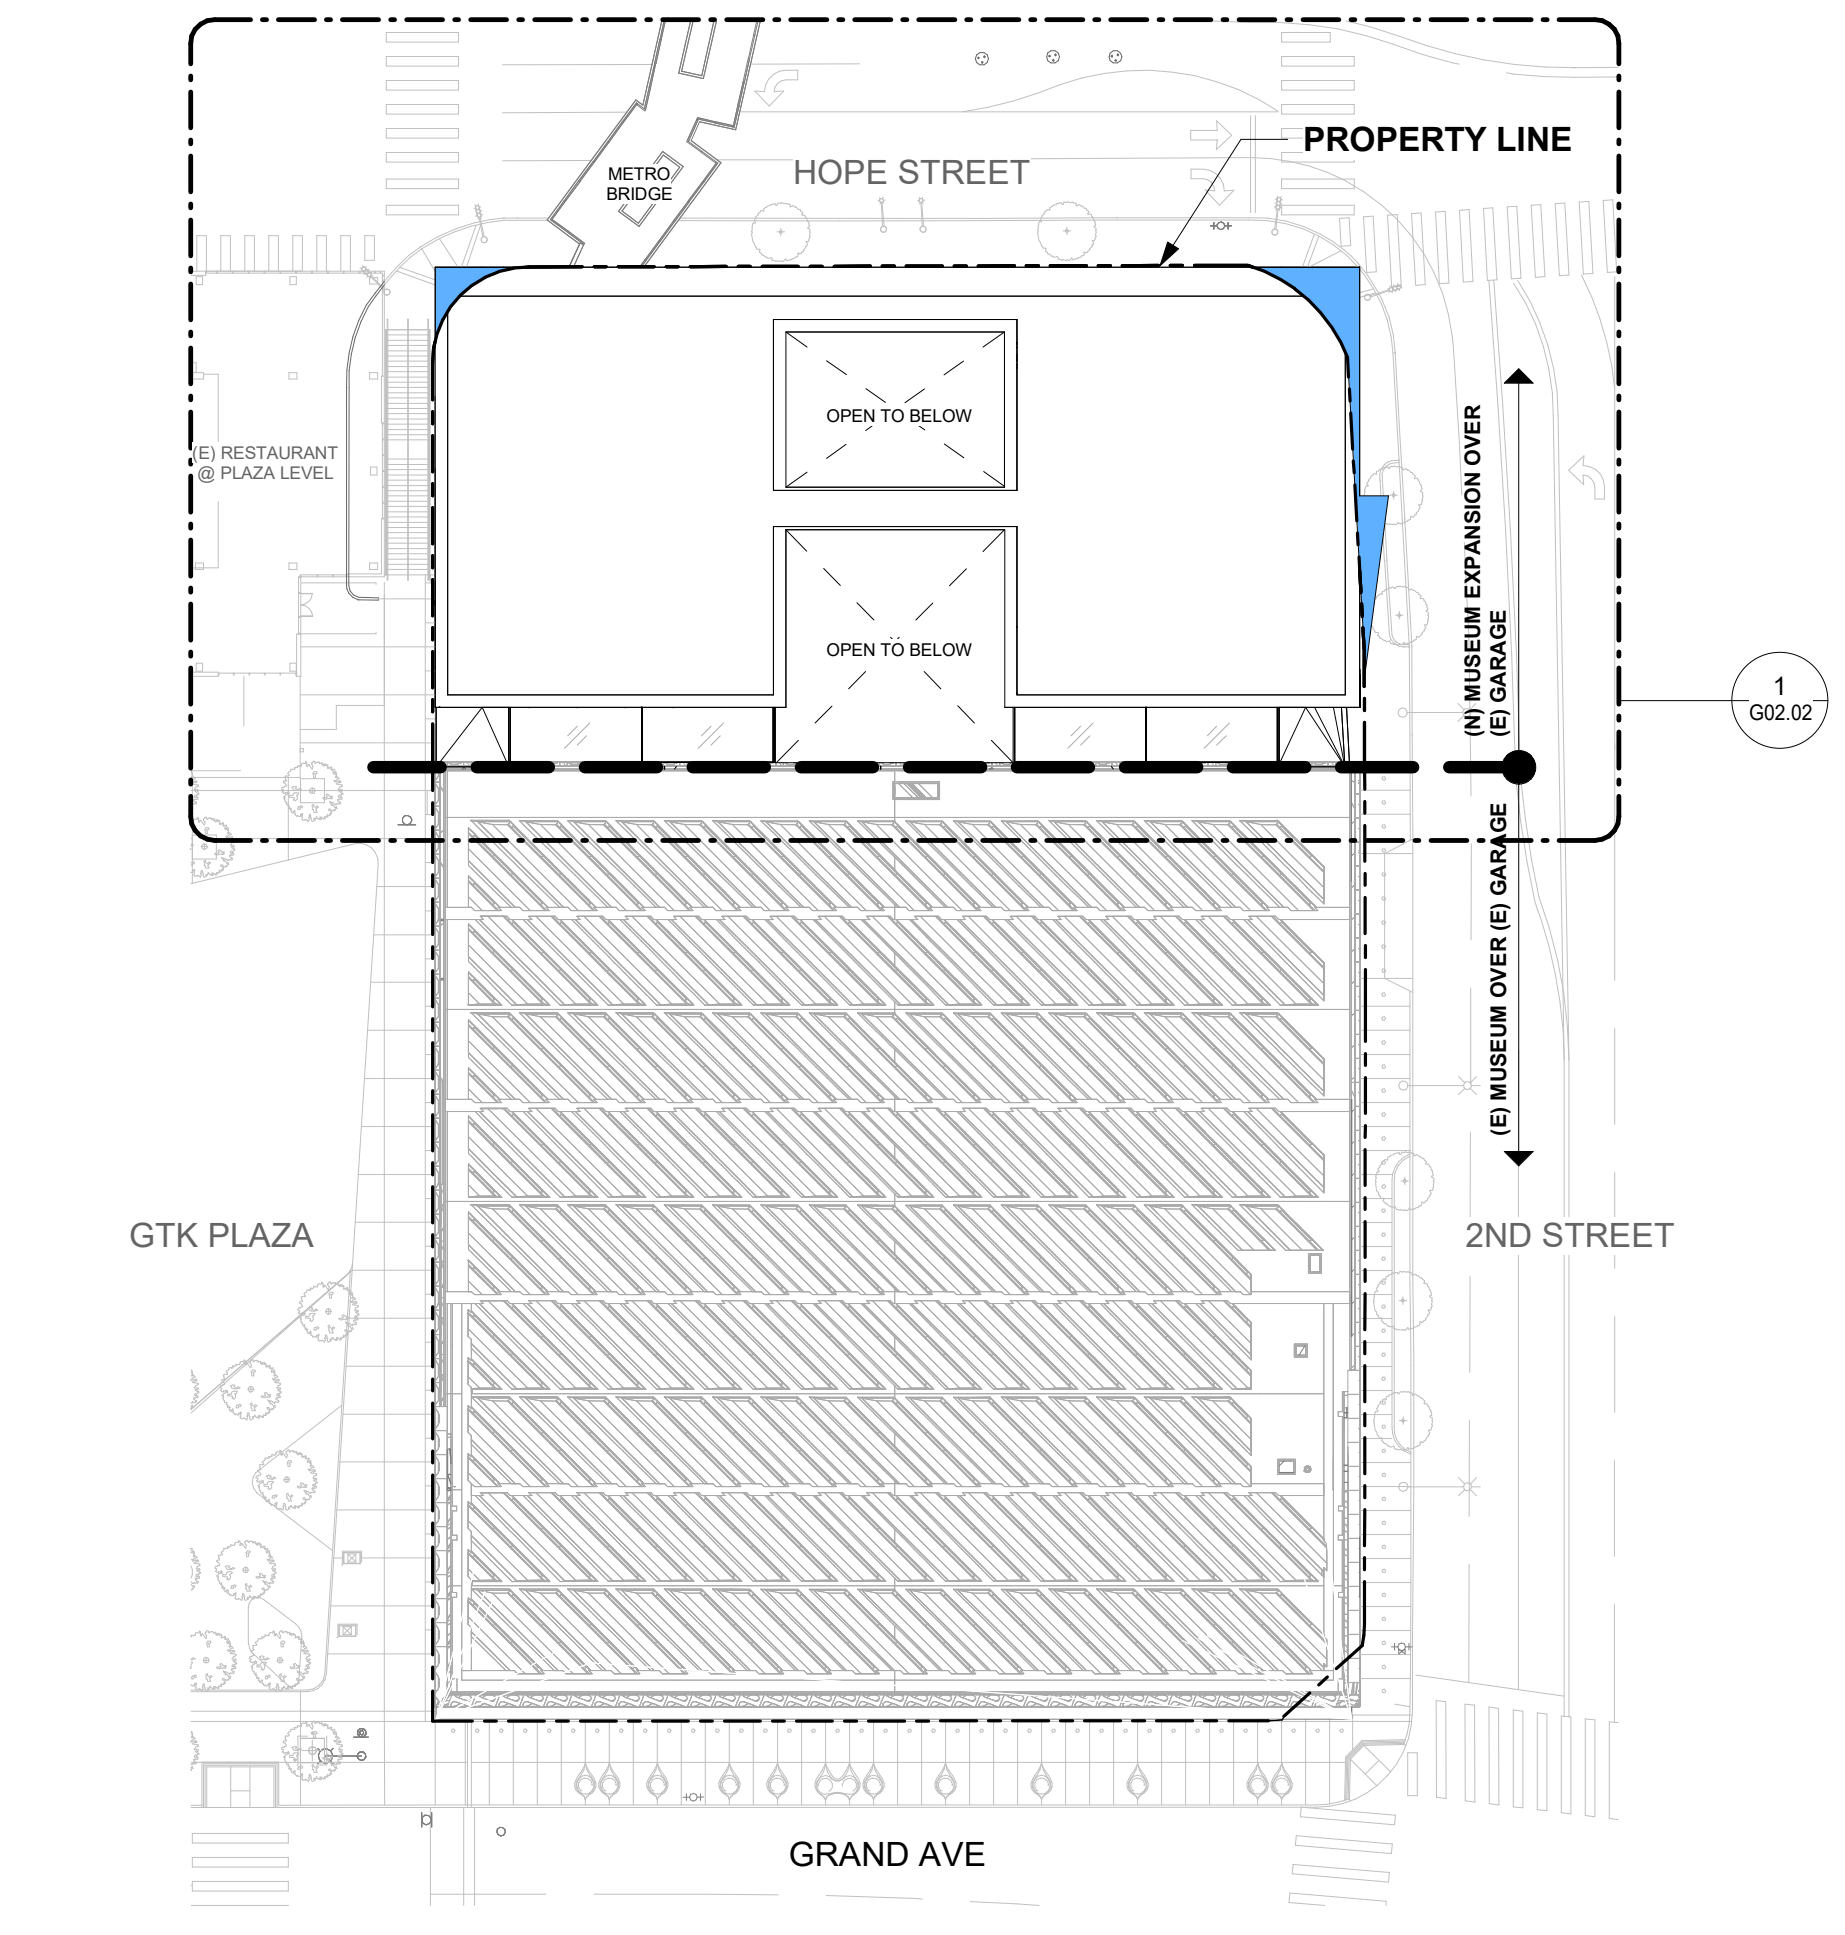 PROPERTY LINE
HOPE STREET
METRO
BRIDGE
OPEN TO BELOW
(E) RESTAURANT
@ PLAZA LEVEL
(N) MUSEUM EXPANSION OVER
(E) GARAGE
OPEN TO BELOW
1
G02.02
(E) MUSEUM OVER (E) GARAGE
GTK PLAZA
2ND STREET
GRAND AVE